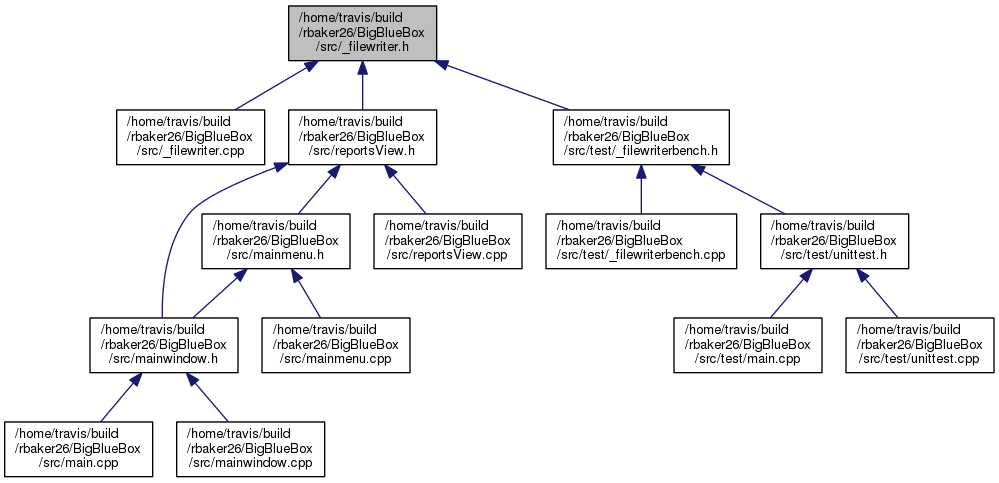 /home/travis/build
/rbaker26/BigBlueBox
/src/_filewriter.h
/home/travis/build
/rbaker26/BigBlueBox
/src/_filewriter.cpp
/home/travis/build
/rbaker26/BigBlueBox
/src/reportsView.h
/home/travis/build
/rbaker26/BigBlueBox
/src/test/_filewriterbench.h
/home/travis/build
/rbaker26/BigBlueBox
/src/mainmenu.h
/home/travis/build
/rbaker26/BigBlueBox
/src/reportsView.cpp
/home/travis/build
/rbaker26/BigBlueBox
/src/test/_filewriterbench.cpp
/home/travis/build
/rbaker26/BigBlueBox
/src/test/unittest.h
/home/travis/build
/rbaker26/BigBlueBox
/src/mainwindow.h
/home/travis/build
/rbaker26/BigBlueBox
/src/mainmenu.cpp
/home/travis/build
/rbaker26/BigBlueBox
/src/test/main.cpp
/home/travis/build
/rbaker26/BigBlueBox
/src/test/unittest.cpp
/home/travis/build
/rbaker26/BigBlueBox
/src/main.cpp
/home/travis/build
/rbaker26/BigBlueBox
/src/mainwindow.cpp